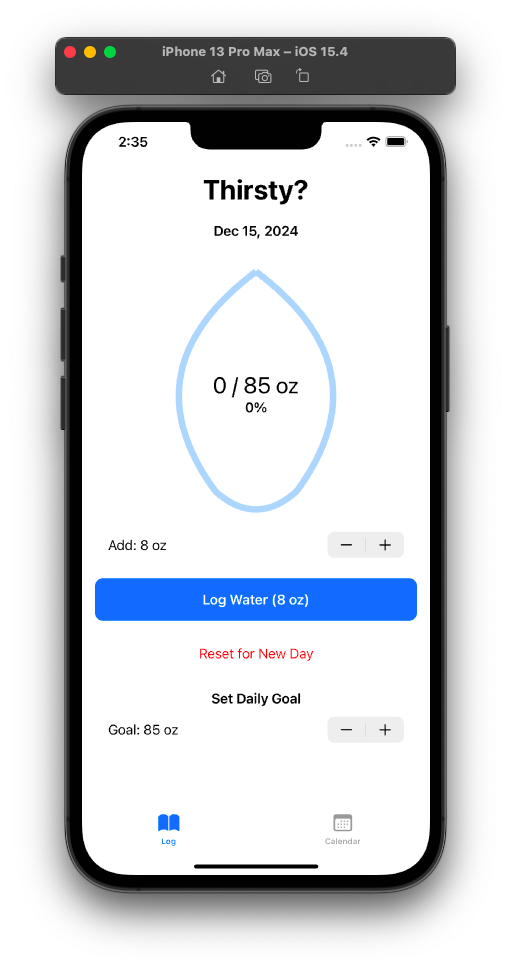 iPhone 13 Pro Max – iOS 15.4
2:35
Thirsty?
Dec 15, 2024
0 / 85 oz
0%
Add: 8 oz
Log Water (8 oz)
Reset for New Day
Set Daily Goal
Goal: 85 oz
Log
Calendar